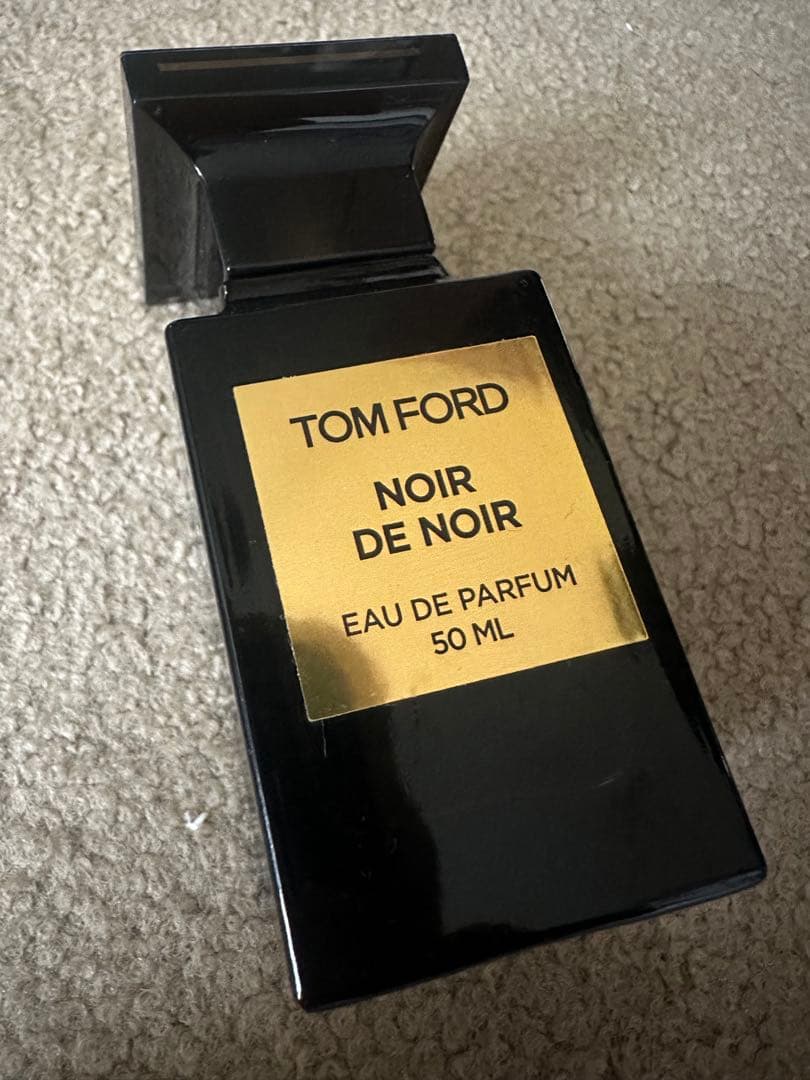 TOM FORD
NOIR
DE NOIR
EAU DE PARFUM
50 ML